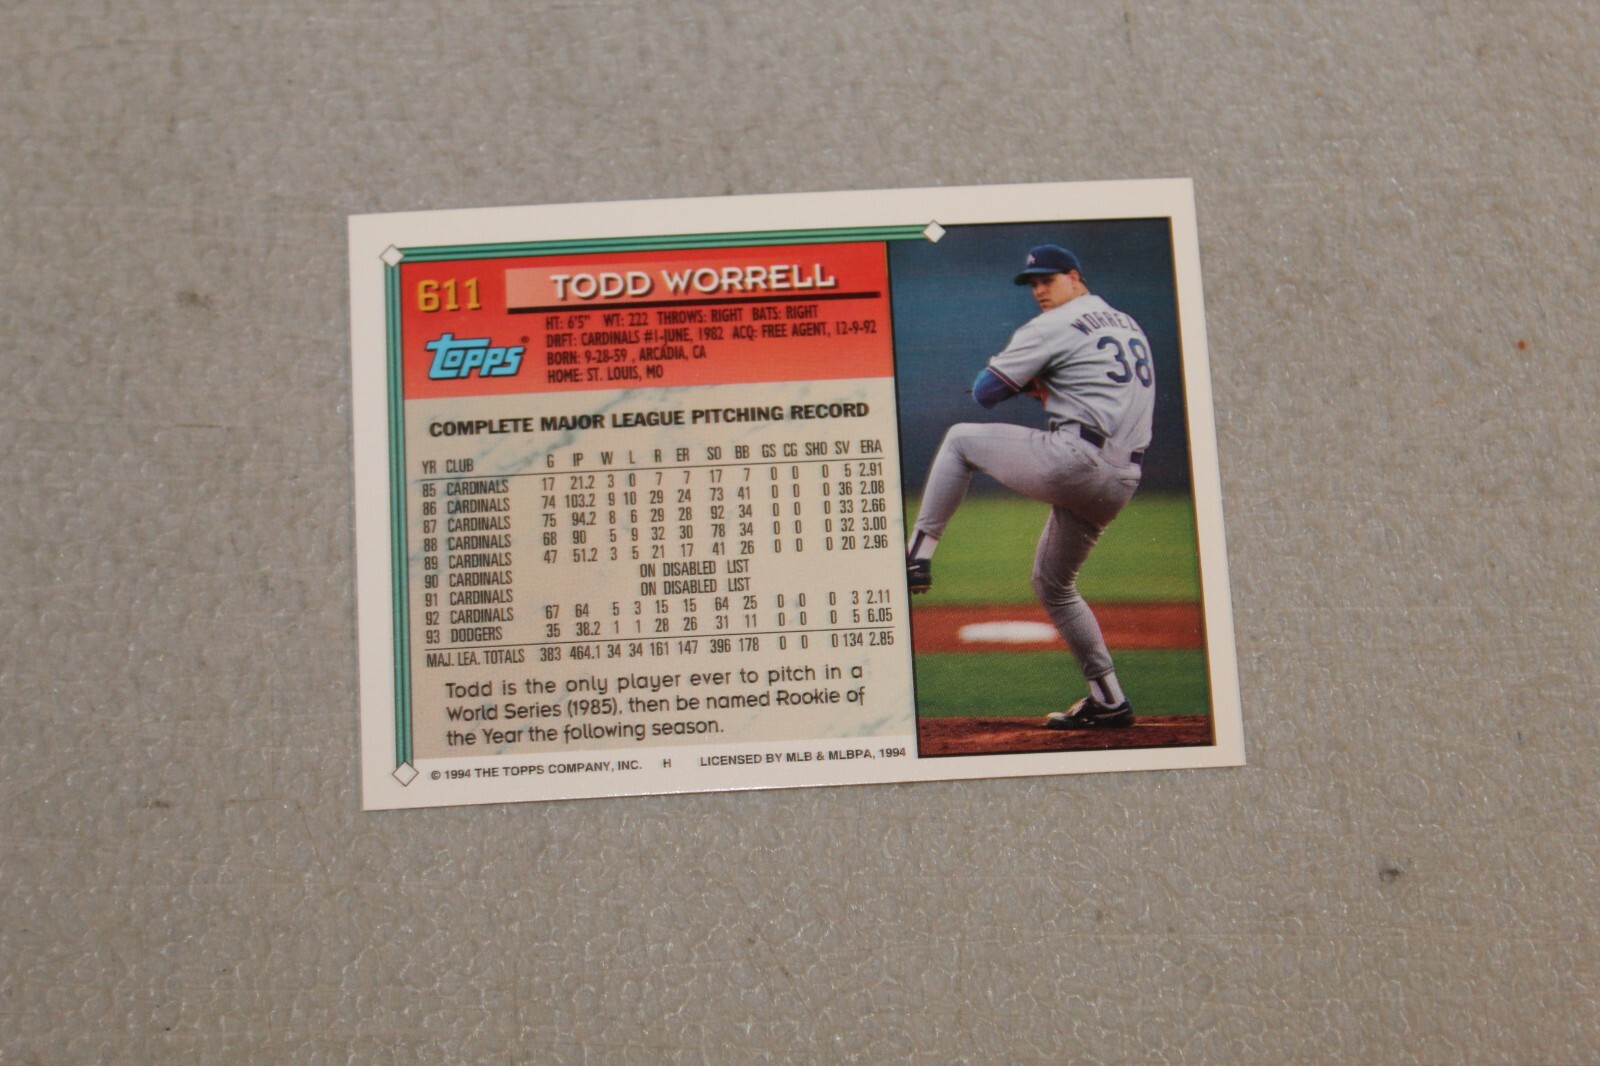 611
TODD WORRELL
topps®
HT: 6'5" WT: 222 THROWS: RIGHT BATS: RIGHT
DRFT: CARDINALS #1-JUNE, 1982 ACQ: FREE AGENT, 12-9-92
BORN: 9-28-59 , ARCADIA, CA
HOME: ST. LOUIS, MO
COMPLETE MAJOR LEAGUE PITCHING RECORD
YR CLUB G IP W L R ER SO BB GS CG SHO SV ERA
85 CARDINALS 17 21.2 3 0 7 7 17 7 0 0 0 5 2.91
86 CARDINALS 74 103.2 9 10 29 24 73 41 0 0 0 36 2.08
87 CARDINALS 75 94.2 8 6 29 28 92 34 0 0 0 33 2.66
88 CARDINALS 68 90 5 9 32 30 78 34 0 0 0 32 3.00
89 CARDINALS 47 51.2 3 5 21 17 41 26 0 0 0 20 2.96
90 CARDINALS ON DISABLED LIST
91 CARDINALS ON DISABLED LIST
92 CARDINALS 67 64 5 3 15 15 64 25 0 0 0 3 2.11
93 DODGERS 35 38.2 1 1 28 26 31 11 0 0 0 5 6.05
MAJ. LEA. TOTALS 383 464.1 34 34 161 147 396 178 0 0 0 134 2.85
Todd is the only player ever to pitch in a
World Series (1985), then be named Rookie of
the Year the following season.
© 1994 THE TOPPS COMPANY, INC. H LICENSED BY MLB & MLBPA, 1994
WORRELL
38